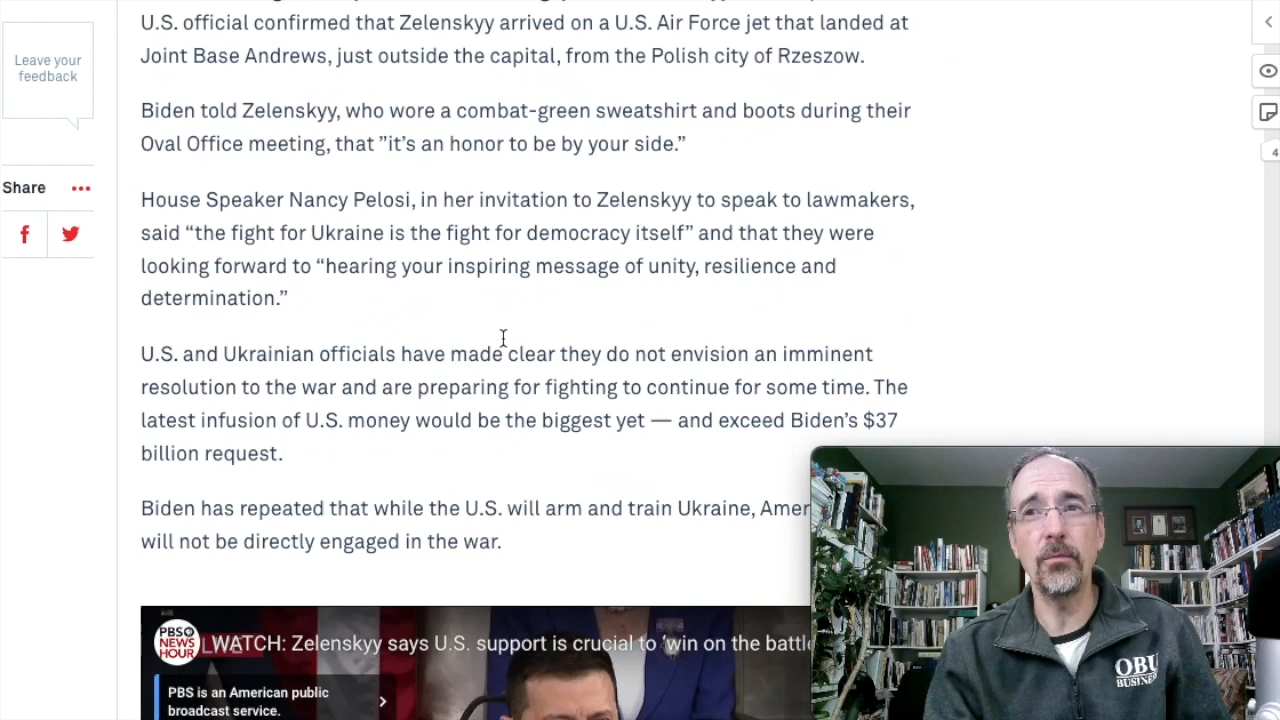 U.S. official confirmed that Zelenskyy arrived on a U.S. Air Force jet that landed at
Joint Base Andrews, just outside the capital, from the Polish city of Rzeszow.
Leave your
feedback
Biden told Zelenskyy, who wore a combat-green sweatshirt and boots during their
Oval Office meeting, that ”it’s an honor to be by your side.”
Share
House Speaker Nancy Pelosi, in her invitation to Zelenskyy to speak to lawmakers,
said “the fight for Ukraine is the fight for democracy itself” and that they were
looking forward to “hearing your inspiring message of unity, resilience and
determination.”
U.S. and Ukrainian officials have made clear they do not envision an imminent
resolution to the war and are preparing for fighting to continue for some time. The
latest infusion of U.S. money would be the biggest yet — and exceed Biden’s $37
billion request.
Biden has repeated that while the U.S. will arm and train Ukraine, Amer
will not be directly engaged in the war.
PBS
NEWS
HOUR
WATCH: Zelenskyy says U.S. support is crucial to ‘win on the battle
PBS is an American public
broadcast service.
OBU
BUSINE
4